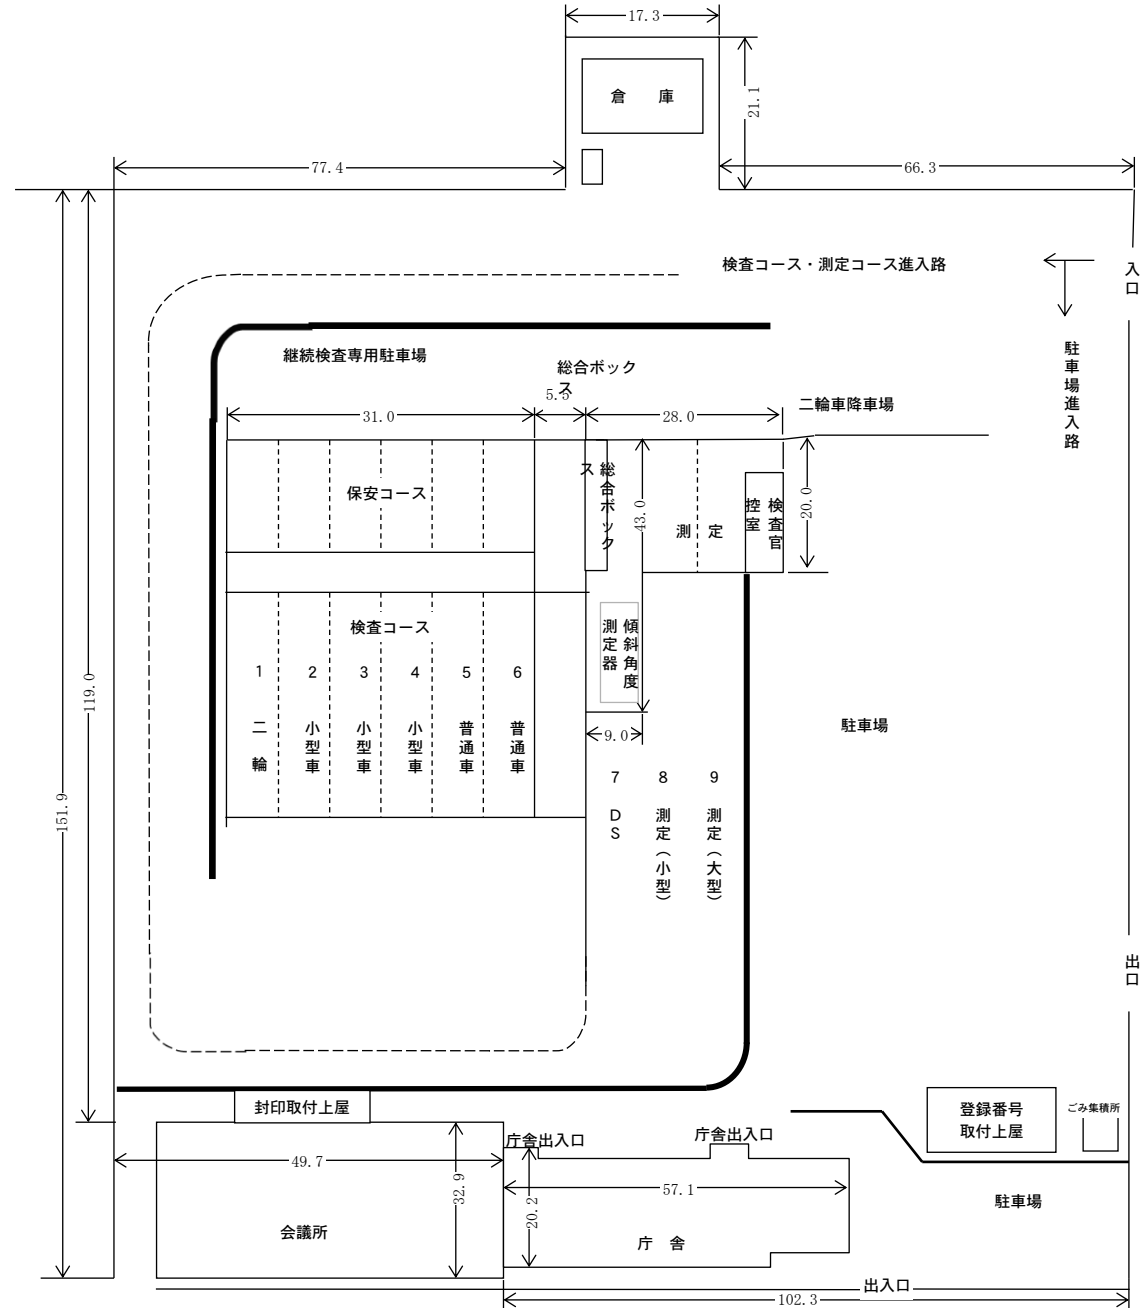 17.3
倉　庫
21.1
77.4
66.3
検査コース・測定コース進入路
入口
駐車場進入路
継続検査専用駐車場
総合ボックス
5.5
31.0
28.0
二輪車降車場
保安コース
総合ボックス
43.0
測　定
検査官控室
20.0
検査コース
傾斜角度測定器
1
二　輪
2
小型車
3
小型車
4
小型車
5
普通車
6
普通車
119.0
151.9
9.0
駐車場
7
DS
8
測定（小型）
9
測定（大型）
出口
封印取付上屋
登録番号
取付上屋
ごみ集積所
庁舎出入口
庁舎出入口
49.7
32.9
20.2
57.1
駐車場
会議所
庁　舎
出入口
102.3